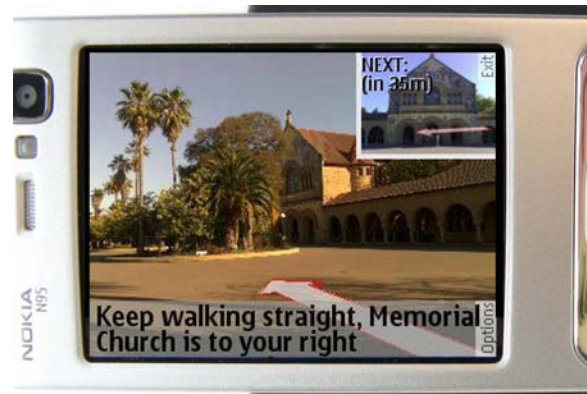 NEXT:
(in 35m)
Exit
Keep walking straight, Memorial
Church is to your right
Options
NOKIA
N95